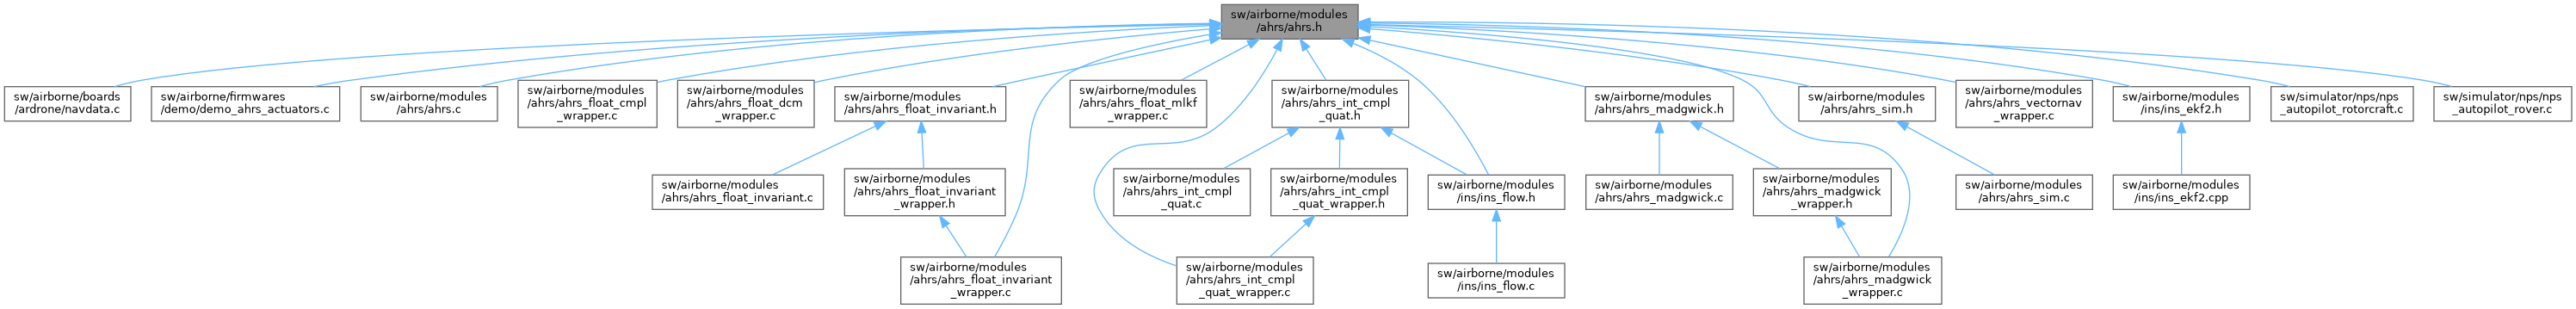 sw/airborne/modules
/ahrs/ahrs.h
sw/airborne/boards
/ardrone/navdata.c
sw/airborne/firmwares
/demo/demo_ahrs_actuators.c
sw/airborne/modules
/ahrs/ahrs.c
sw/airborne/modules
/ahrs/ahrs_float_cmpl
_wrapper.c
sw/airborne/modules
/ahrs/ahrs_float_dcm
_wrapper.c
sw/airborne/modules
/ahrs/ahrs_float_invariant.h
sw/airborne/modules
/ahrs/ahrs_float_mlkf
_wrapper.c
sw/airborne/modules
/ahrs/ahrs_int_cmpl
_quat.h
sw/airborne/modules
/ahrs/ahrs_madgwick.h
sw/airborne/modules
/ahrs/ahrs_sim.h
sw/airborne/modules
/ahrs/ahrs_vectornav
_wrapper.c
sw/airborne/modules
/ins/ins_ekf2.h
sw/simulator/nps/nps
_autopilot_rotorcraft.c
sw/simulator/nps/nps
_autopilot_rover.c
sw/airborne/modules
/ahrs/ahrs_float_invariant.c
sw/airborne/modules
/ahrs/ahrs_float_invariant
_wrapper.h
sw/airborne/modules
/ahrs/ahrs_int_cmpl
_quat.c
sw/airborne/modules
/ahrs/ahrs_int_cmpl
_quat_wrapper.h
sw/airborne/modules
/ins/ins_flow.h
sw/airborne/modules
/ahrs/ahrs_madgwick.c
sw/airborne/modules
/ahrs/ahrs_madgwick
_wrapper.h
sw/airborne/modules
/ahrs/ahrs_sim.c
sw/airborne/modules
/ins/ins_ekf2.cpp
sw/airborne/modules
/ahrs/ahrs_float_invariant
_wrapper.c
sw/airborne/modules
/ahrs/ahrs_int_cmpl
_quat_wrapper.c
sw/airborne/modules
/ins/ins_flow.c
sw/airborne/modules
/ahrs/ahrs_madgwick
_wrapper.c